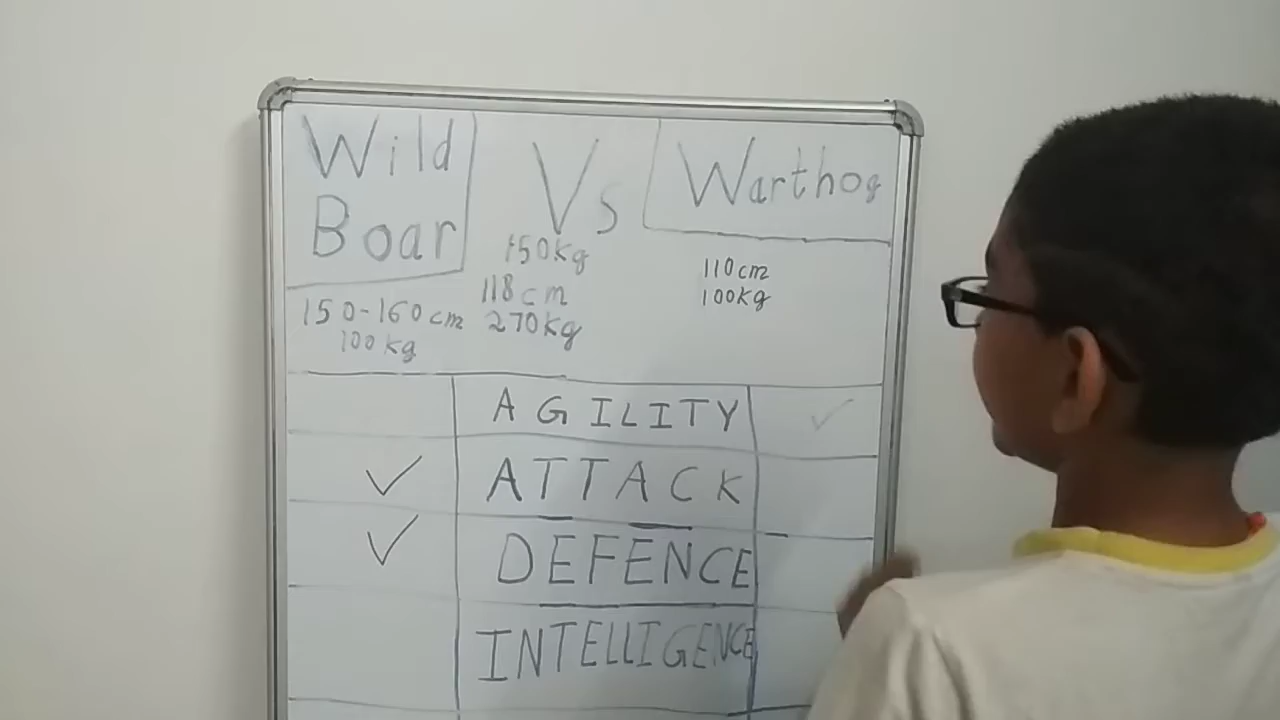 Wild Boar
Vs
Warthog
150-160cm
100kg
150kg
118cm
270kg
110cm
100kg
AGILITY ✓
✓ ATTACK
✓ DEFENCE
INTELLIGENCE